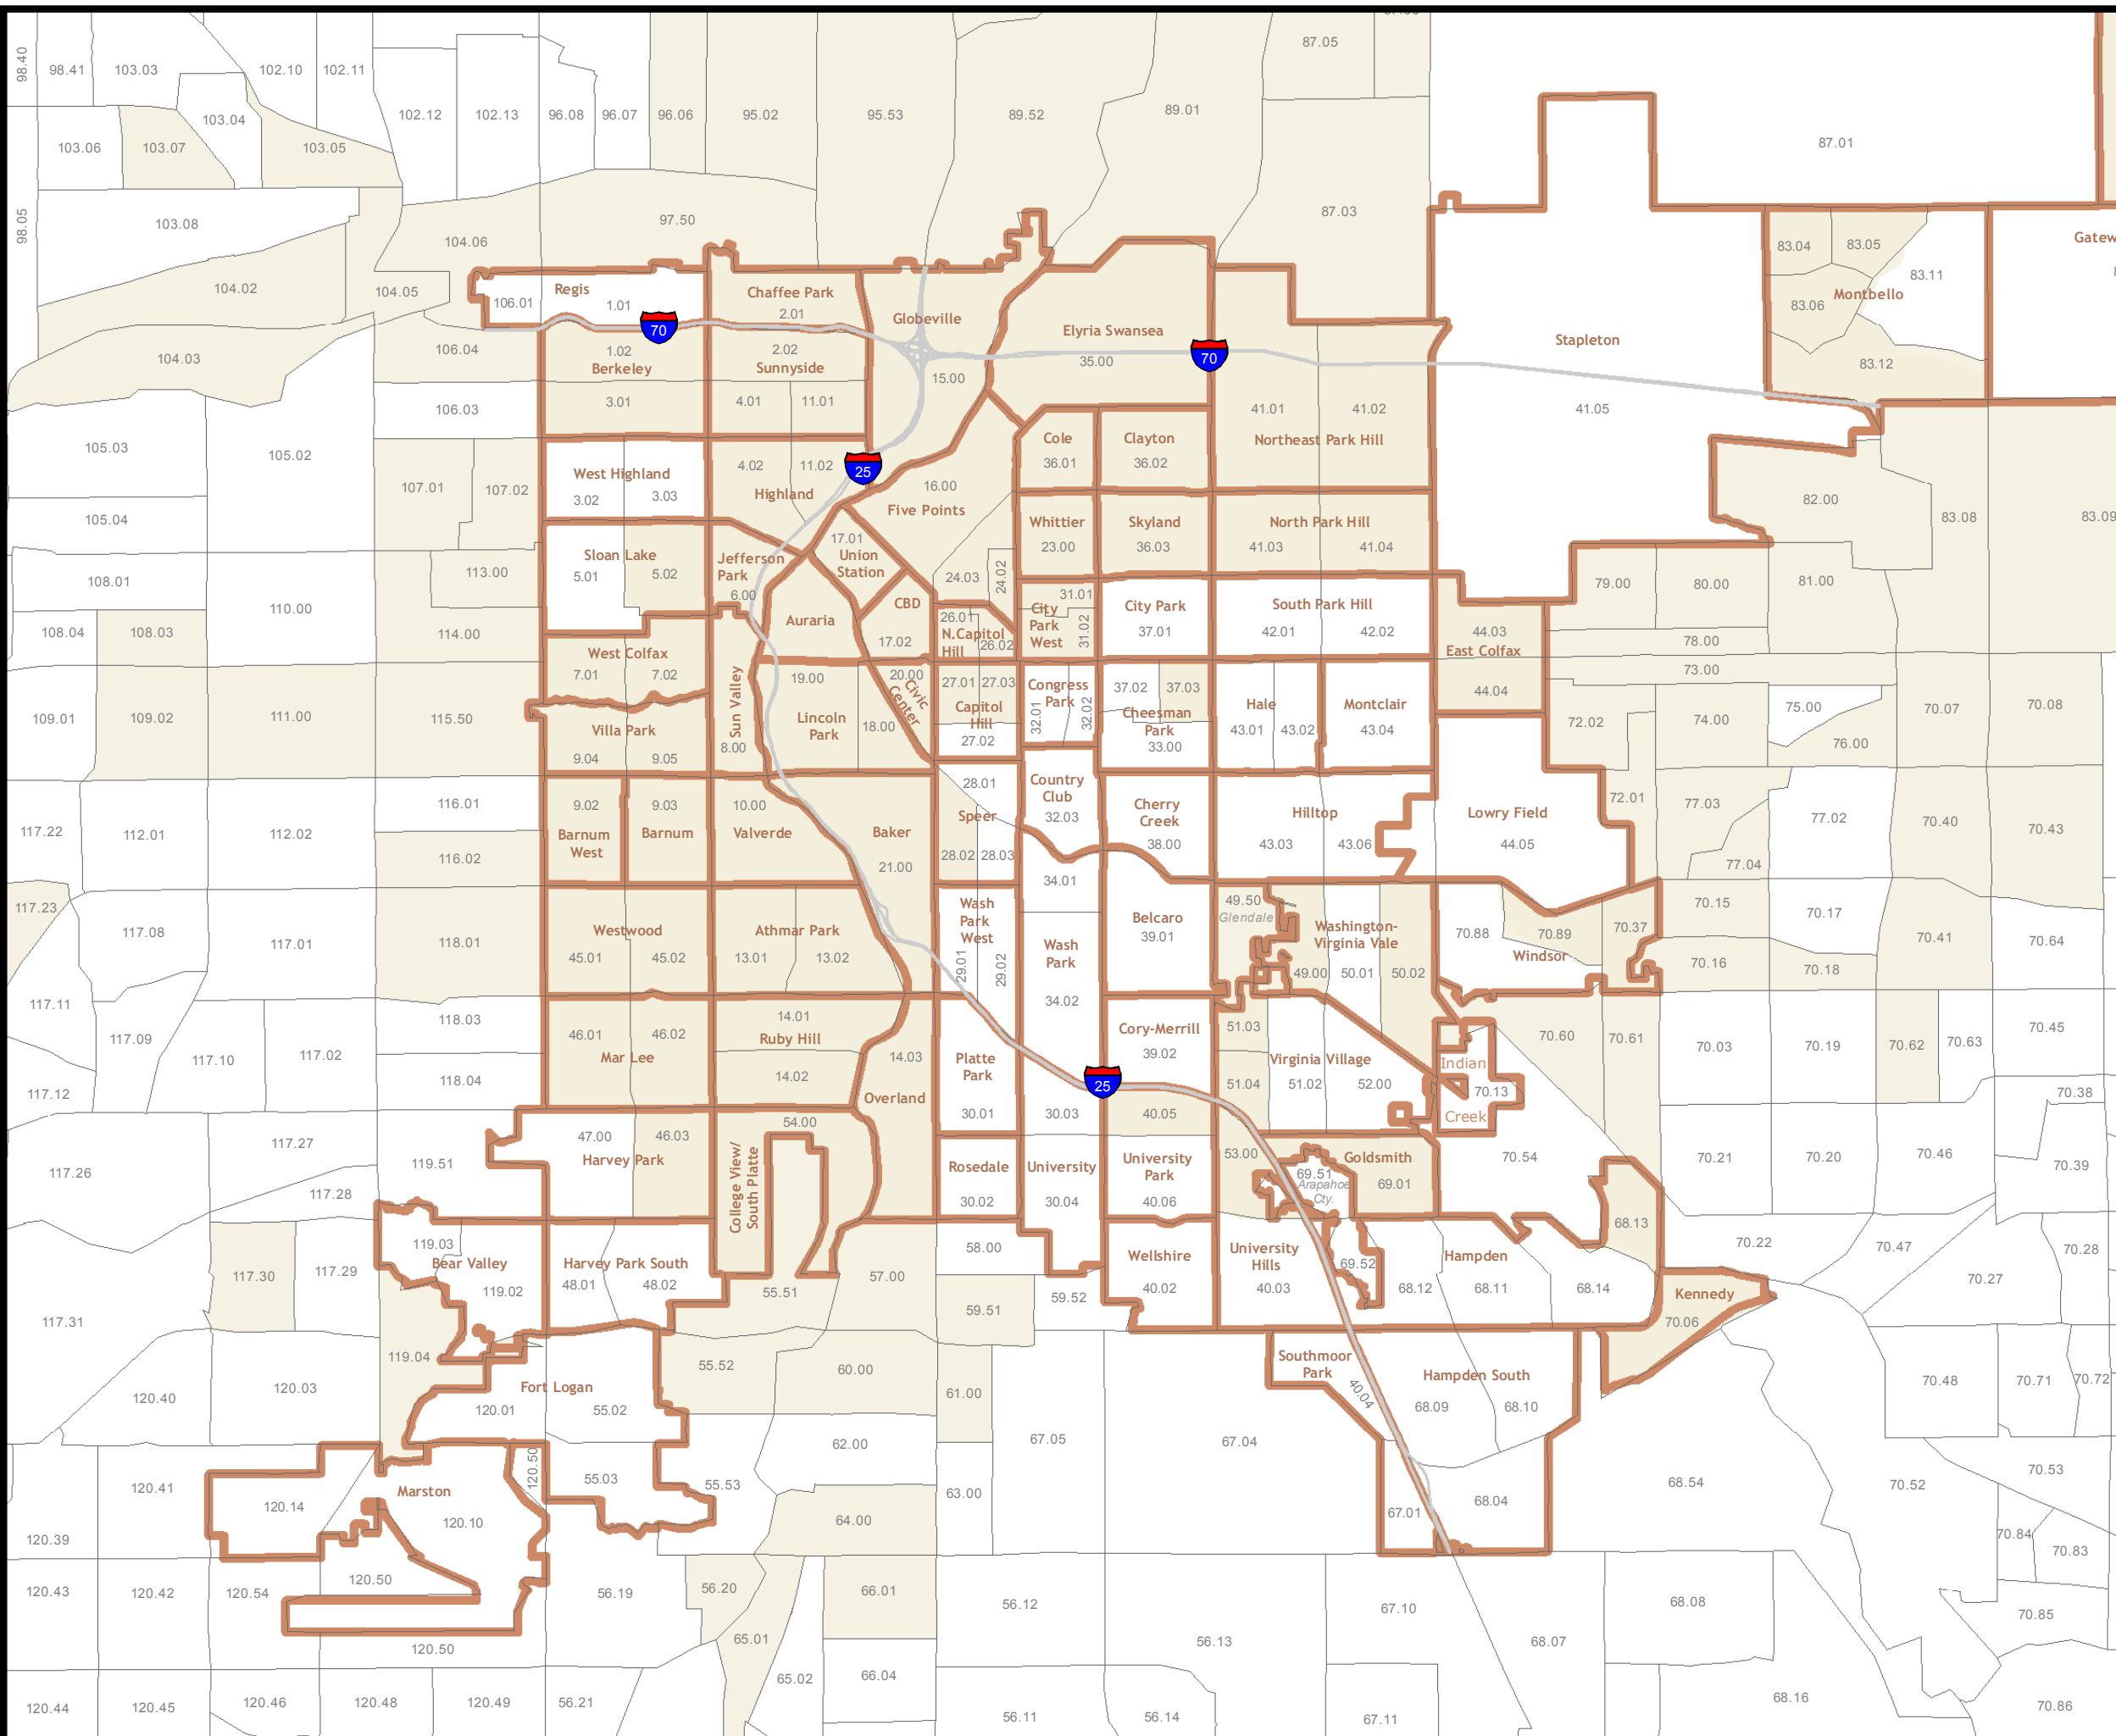 98.40
98.41
103.03
102.10
102.11
103.04
102.12
102.13
96.08
96.07
96.06
95.02
95.53
89.52
89.01
87.05
87.01
103.06
103.07
103.05
98.05
103.08
104.06
97.50
87.03
83.04
83.05
83.11
Gatew
104.02
104.05
106.01
Regis
1.01
70
Chaffee Park
2.01
Globeville
Elyria Swansea
35.00
70
Stapleton
41.05
83.06
Montbello
83.12
104.03
106.04
1.02
Berkeley
2.02
Sunnyside
15.00
106.03
3.01
4.01
11.01
41.01
41.02
Northeast Park Hill
105.03
105.02
107.01
107.02
West Highland
3.02
3.03
4.02
11.02
Highland
25
16.00
Five Points
Cole
36.01
Clayton
36.02
82.00
83.08
83.09
105.04
108.01
110.00
113.00
Sloan Lake
5.01
5.02
Jefferson
Park
6.00
17.01
Union
Station
Whittier
23.00
Skyland
36.03
North Park Hill
41.03
41.04
24.03
24.02
79.00
80.00
81.00
108.04
108.03
114.00
Auraria
CBD
17.02
26.01
N.Capitol
Hill
26.02
31.01
City
Park
West
31.02
City Park
37.01
South Park Hill
42.01
42.02
44.03
East Colfax
44.04
78.00
73.00
West Colfax
7.01
7.02
Sun Valley
8.00
19.00
20.00
Civic
Center
Lincoln
Park
18.00
27.01
27.03
Capitol
Hill
27.02
Congress
Park
32.01
32.02
37.02
37.03
Cheesman
Park
33.00
Hale
43.01
43.02
Montclair
43.04
72.02
74.00
75.00
76.00
70.07
70.08
109.01
109.02
111.00
115.50
Villa Park
9.04
9.05
117.22
112.01
112.02
116.01
116.02
9.02
Barnum
West
9.03
Barnum
10.00
Valverde
Baker
21.00
28.01
Speer
28.02
28.03
Country
Club
32.03
Cherry
Creek
38.00
Hilltop
43.03
43.06
Lowry Field
44.05
72.01
77.03
77.02
77.04
70.40
70.43
117.23
117.08
117.01
118.01
Westwood
45.01
45.02
Athmar Park
13.01
13.02
Wash
Park
West
29.01
29.02
34.01
Wash
Park
34.02
Belcaro
39.01
49.50
Glendale
Washington-
Virginia Vale
49.00
50.01
50.02
70.88
70.89
70.37
Windsor
70.15
70.17
70.16
70.18
70.41
70.64
117.11
117.09
117.10
117.02
117.12
118.03
118.04
46.01
46.02
Mar Lee
14.01
Ruby Hill
14.02
14.03
Overland
Platte
Park
30.01
30.03
25
Cory-Merrill
39.02
40.05
51.03
51.04
Virginia Village
51.02
52.00
Indian
70.13
Creek
70.60
70.61
70.03
70.19
70.62
70.63
70.45
70.38
117.26
117.27
117.28
119.51
47.00
46.03
Harvey Park
54.00
College View/
South Platte
Rosedale
30.02
University
30.04
University
Park
40.06
53.00
69.51
Arapahoe
Cty.
Goldsmith
69.01
70.54
70.21
70.20
70.46
70.39
68.13
70.22
70.47
70.28
70.27
117.30
117.29
117.31
119.03
Bear Valley
119.02
119.04
Harvey Park South
48.01
48.02
55.51
57.00
58.00
59.51
59.52
Wellshire
40.02
University
Hills
40.03
69.52
Hampden
68.12
68.11
68.14
Kennedy
70.06
120.40
120.03
Fort Logan
120.01
55.02
55.52
60.00
61.00
Southmoor
Park
40.04
Hampden South
68.09
68.10
70.48
70.71
70.72
67.05
67.04
68.54
70.52
70.53
120.41
120.39
120.14
Marston
120.10
120.50
55.03
55.53
62.00
63.00
64.00
67.01
68.04
70.84
70.83
120.43
120.42
120.54
120.50
56.19
56.20
66.01
56.12
67.10
68.08
70.85
120.50
65.01
65.02
66.04
56.13
68.07
120.44
120.45
120.46
120.48
120.49
56.21
56.11
56.14
67.11
68.16
70.86